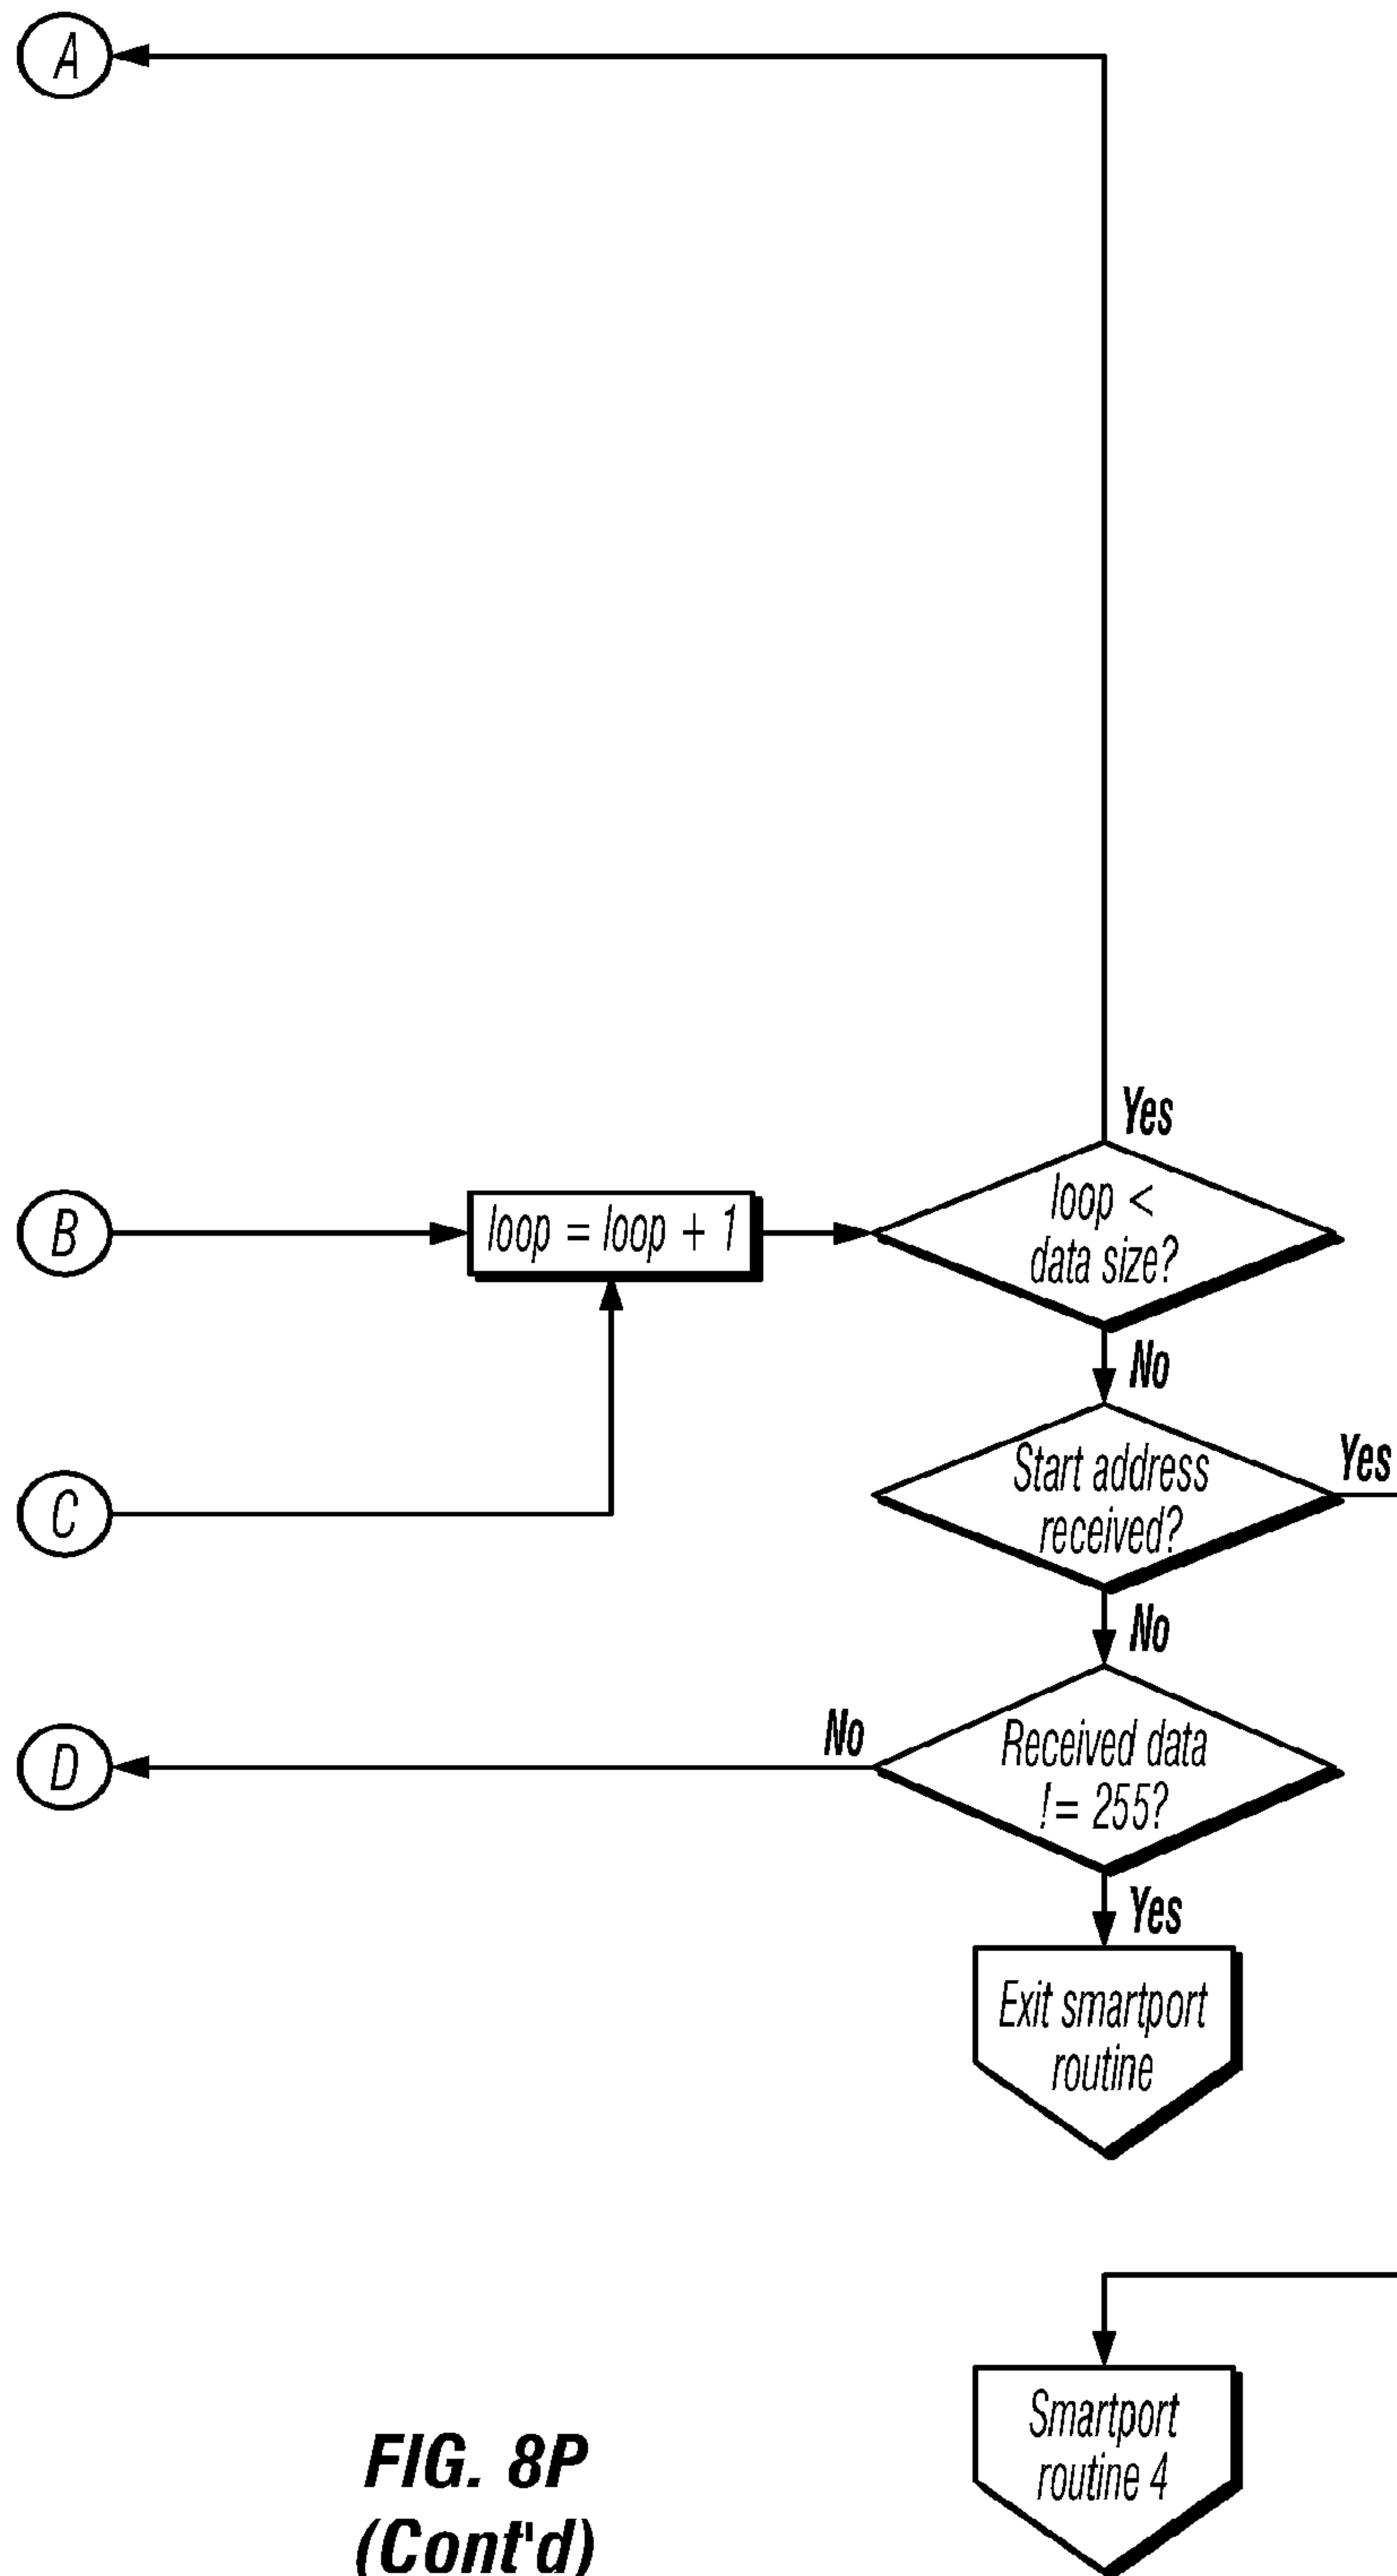 A
Yes
B
loop = loop + 1
loop <
data size?
No
C
Start address
received?
Yes
No
D
No
Received data
!= 255?
Yes
Exit smartport
routine
Smartport
routine 4
FIG. 8P
(Cont'd)